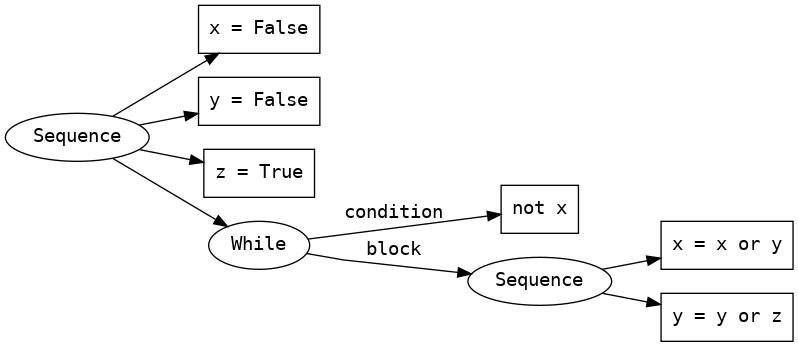 x = False
y = False
Sequence
z = True
condition
not x
While
block
x = x or y
Sequence
y = y or z